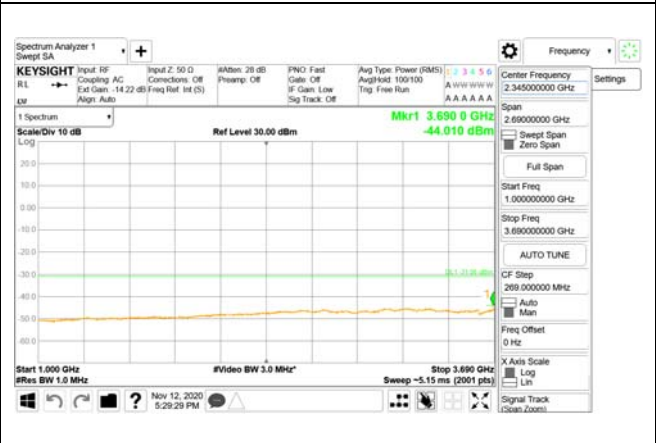 Spectrum Analyzer 1
Swept SA
Frequency
KEYSIGHT
RL
LXI
Input: RF
Coupling: AC
Ext Gain: -14.22 dB
Align: Auto
Input Z: 50 Ω
Corrections: Off
Freq Ref: Int (S)
#Atten: 28 dB
Preamp: Off
PNO: Fast
Gate: Off
IF Gain: Low
Sig Track: Off
Avg Type: Power (RMS)
Avg|Hold: 100/100
Trig: Free Run
1 2 3 4 5 6
A W W W W W
A A A A A A
1 Spectrum
Scale/Div 10 dB
Log
Ref Level 30.00 dBm
Mkr1 3.690 0 GHz
-44.010 dBm
20.0
10.0
0.00
-10.0
-20.0
-30.0
-40.0
-50.0
-60.0
1
Start 1.000 GHz
#Res BW 1.0 MHz
#Video BW 3.0 MHz*
Stop 3.690 GHz
Sweep ~5.15 ms (2001 pts)
Nov 12, 2020
5:29:29 PM
Center Frequency
2.345000000 GHz
Settings
Span
2.69000000 GHz
Swept Span
Zero Span
Full Span
Start Freq
1.000000000 GHz
Stop Freq
3.690000000 GHz
AUTO TUNE
CF Step
269.000000 MHz
Auto
Man
Freq Offset
0 Hz
X Axis Scale
Log
Lin
Signal Track
(Span Zoom)